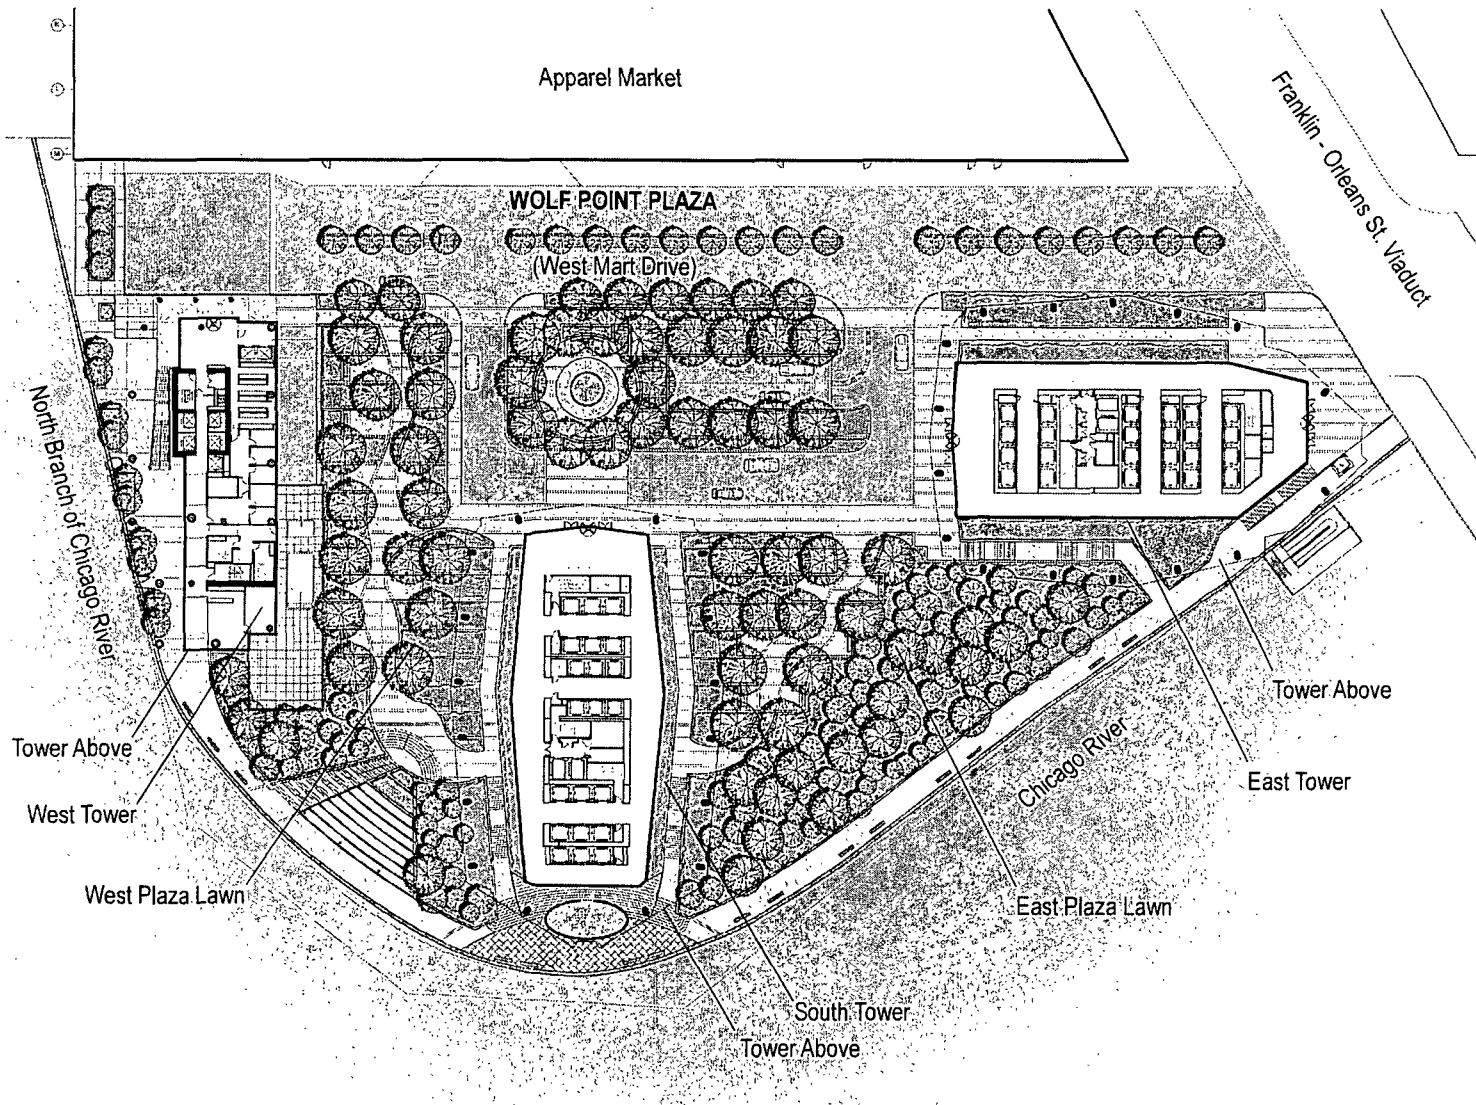 K
L
M
Apparel Market
Franklin - Orleans St. Viaduct
WOLF POINT PLAZA
(West Mart Drive)
North Branch of Chicago River
Tower Above
West Tower
West Plaza Lawn
Tower Above
East Tower
Chicago River
East Plaza Lawn
South Tower
Tower Above